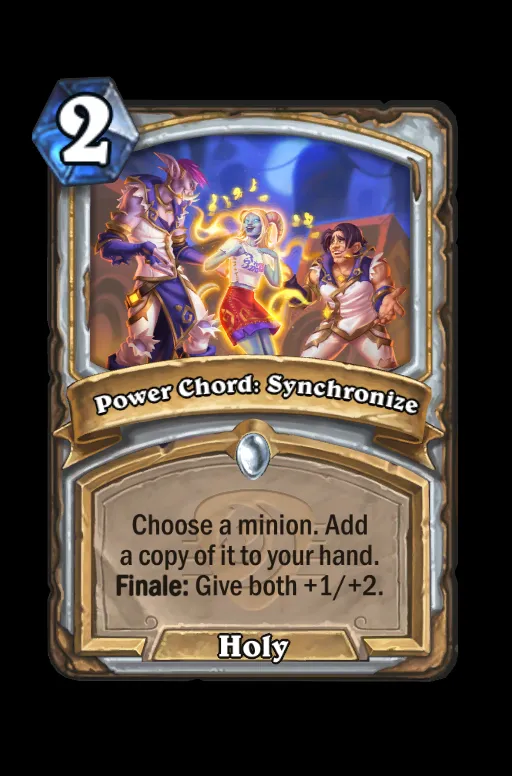 2
Power Chord: Synchronize
Choose a minion. Add
a copy of it to your hand.
Finale: Give both +1/+2.
Holy